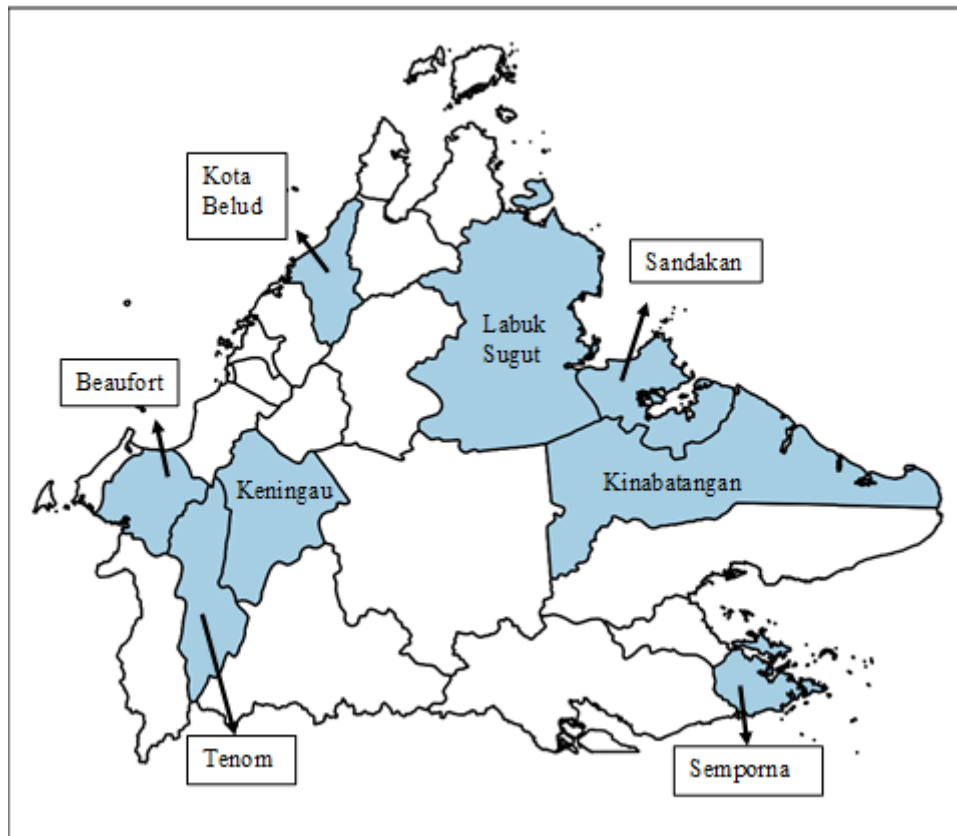 Kota
Belud
Sandakan
Labuk
Sugut
Beaufort
Keningau
Kinabatangan
Tenom
Semporna